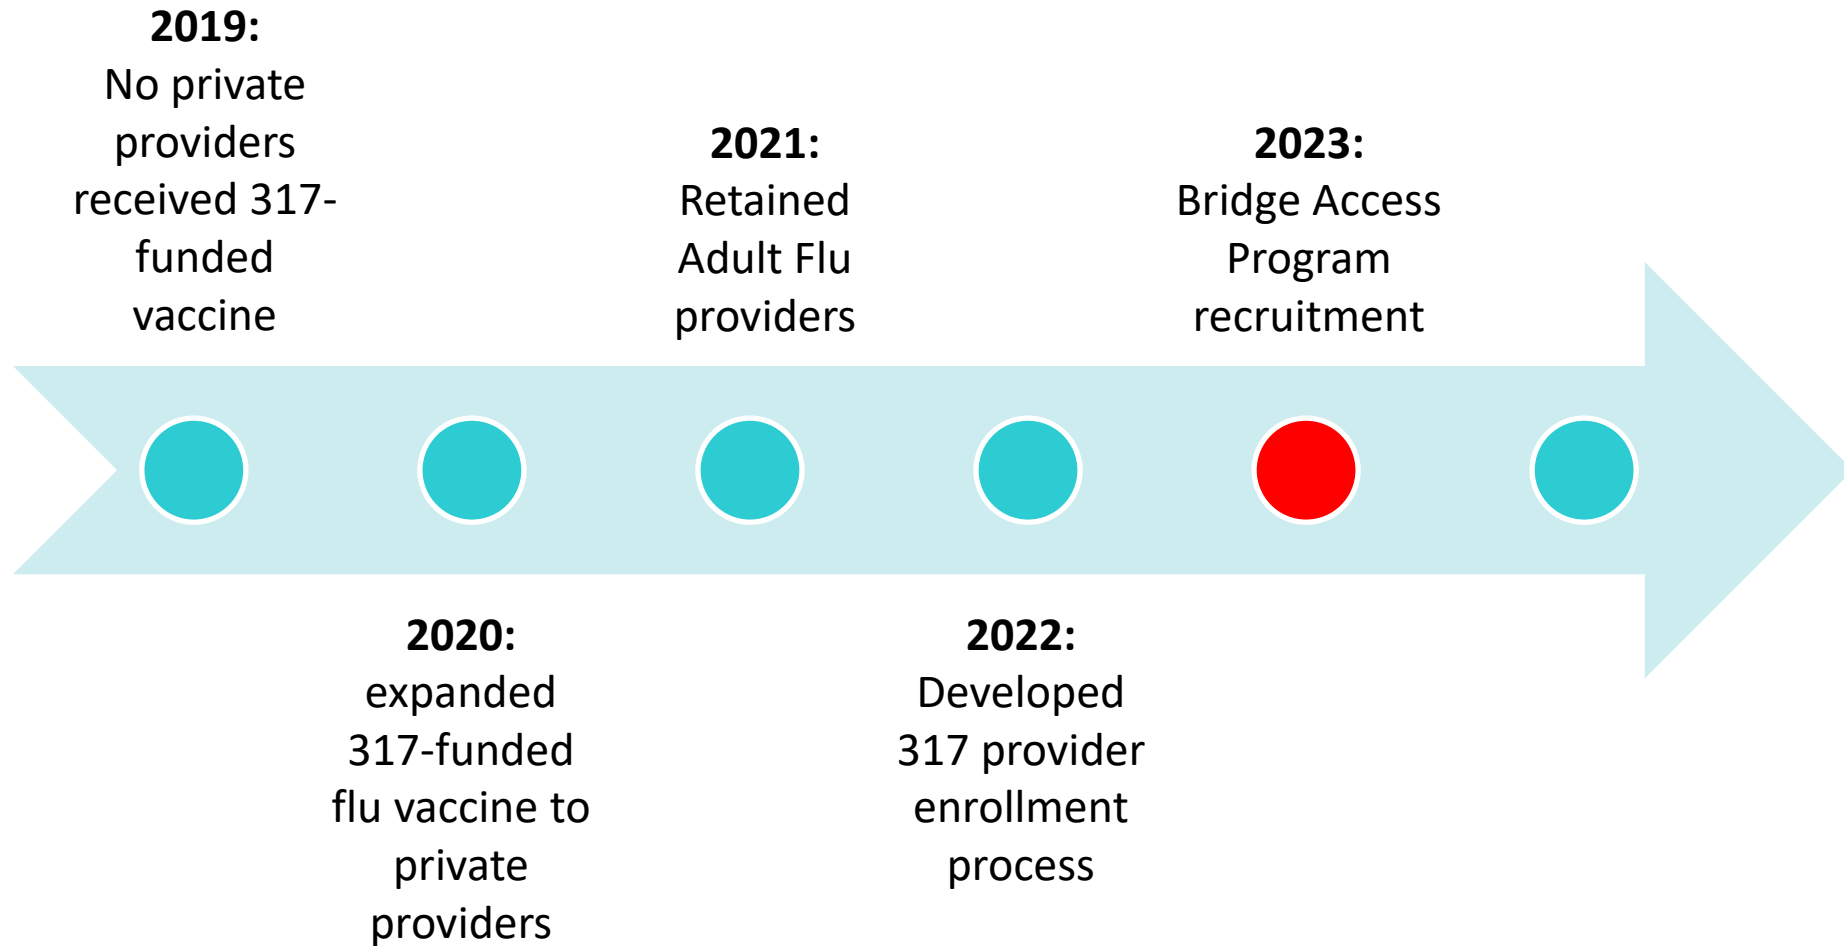 2019:
No private
providers
received 317-
funded
vaccine
2020:
expanded
317-funded
flu vaccine to
private
providers
2021:
Retained
Adult Flu
providers
2022:
Developed
317 provider
enrollment
process
2023:
Bridge Access
Program
recruitment